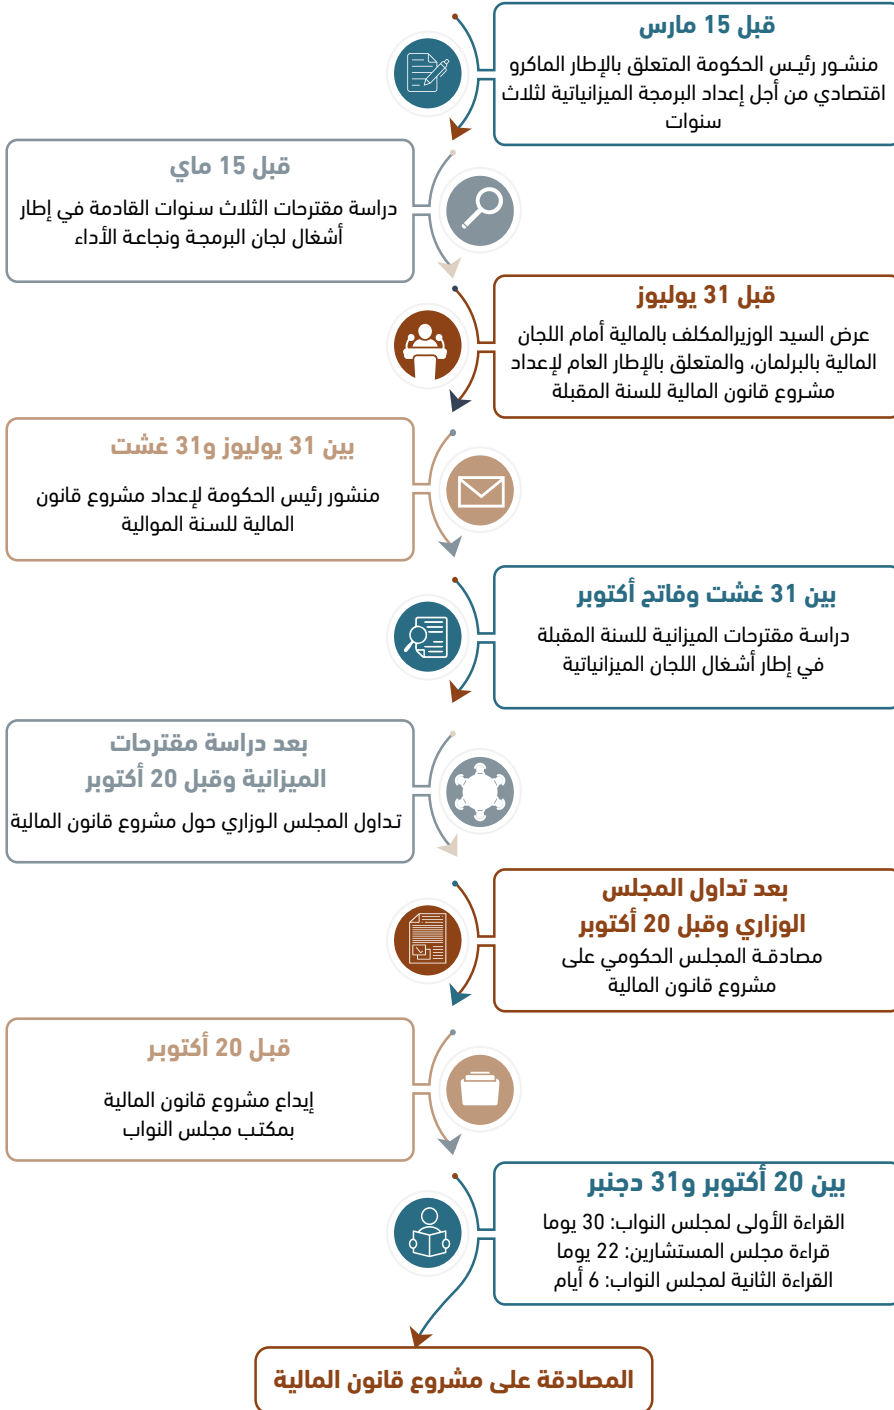 قبل 15 مارس
منشور رئيس الحكومة المتعلق بالإطار الماكرو
اقتصادي من أجل إعداد البرمجة الميزانياتية لثلاث
سنوات
قبل 15 ماي
دراسة مقترحات الثلاث سنوات القادمة في إطار
أشغال لجان البرمجة ونجاعة الأداء
قبل 31 يوليوز
عرض السيد الوزيرالمكلف بالمالية أمام اللجان
المالية بالبرلمان، والمتعلق بالإطار العام لإعداد
مشروع قانون المالية للسنة المقبلة
بين 31 يوليوز و31 غشت
منشور رئيس الحكومة لإعداد مشروع قانون
المالية للسنة الموالية
بين 31 غشت وفاتح أكتوبر
دراسة مقترحات الميزانية للسنة المقبلة
في إطار أشغال اللجان الميزانياتية
بعد دراسة مقترحات
الميزانية وقبل 20 أكتوبر
تداول المجلس الوزاري حول مشروع قانون المالية
بعد تداول المجلس
الوزاري وقبل 20 أكتوبر
مصادقة المجلس الحكومي على
مشروع قانون المالية
قبل 20 أكتوبر
إيداع مشروع قانون المالية
بمكتب مجلس النواب
بين 20 أكتوبر و31 دجنبر
القراءة الأولى لمجلس النواب: 30 يوما
قراءة مجلس المستشارين: 22 يوما
القراءة الثانية لمجلس النواب: 6 أيام
المصادقة على مشروع قانون المالية